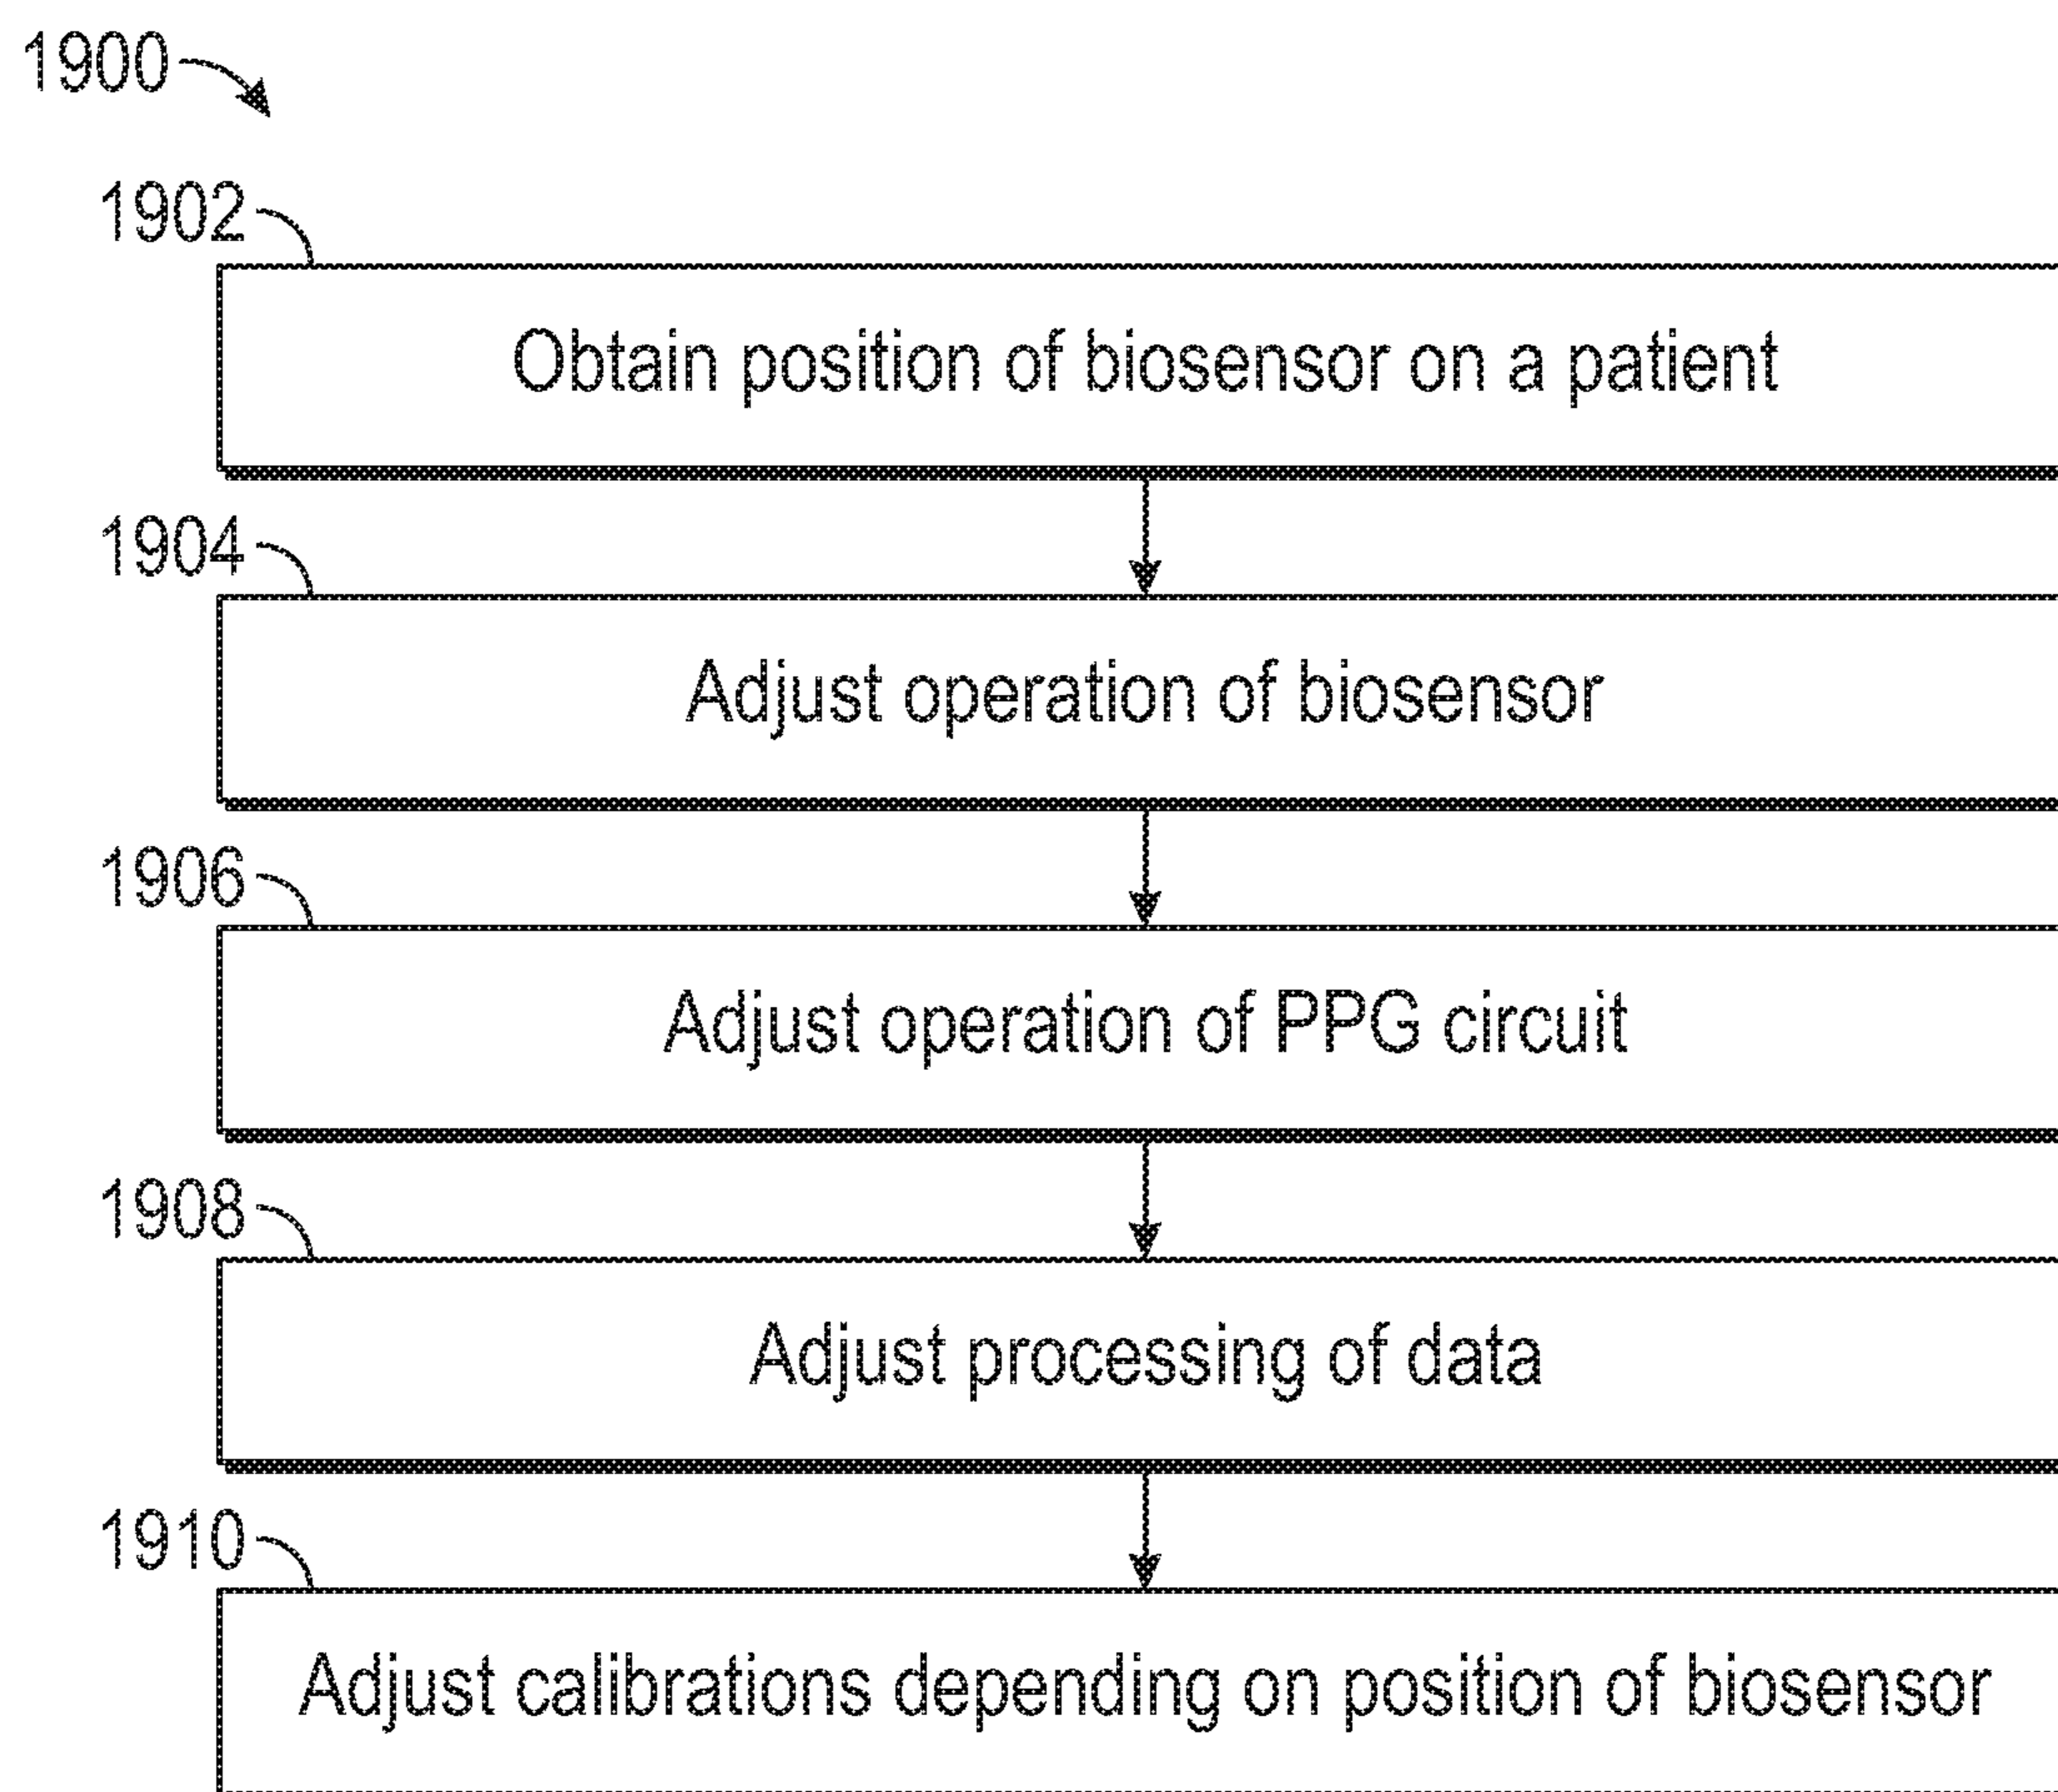 1900
1902
Obtain position of biosensor on a patient
1904
Adjust operation of biosensor
1906
Adjust operation of PPG circuit
1908
Adjust processing of data
1910
Adjust calibrations depending on position of biosensor